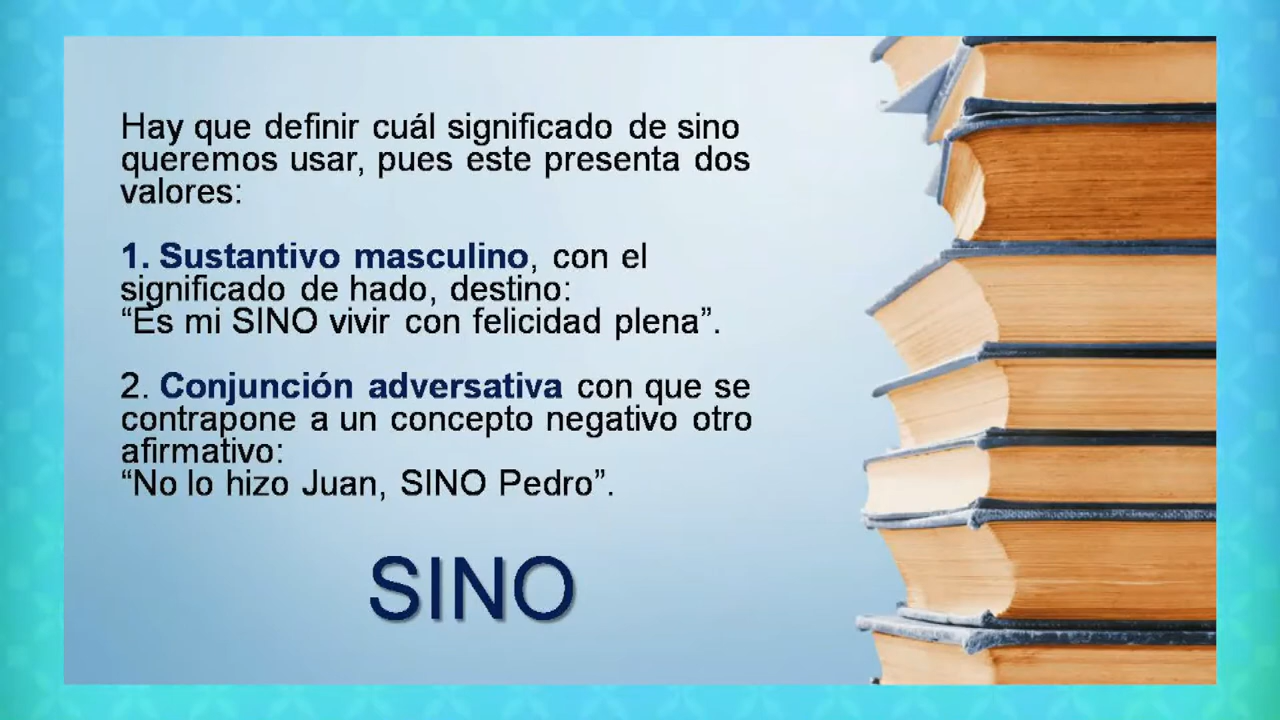 Hay que definir cuál significado de sino
queremos usar, pues este presenta dos
valores:
1. Sustantivo masculino, con el
significado de hado, destino:
“Es mi SINO vivir con felicidad plena”.
2. Conjunción adversativa con que se
contrapone a un concepto negativo otro
afirmativo:
“No lo hizo Juan, SINO Pedro”.
SINO